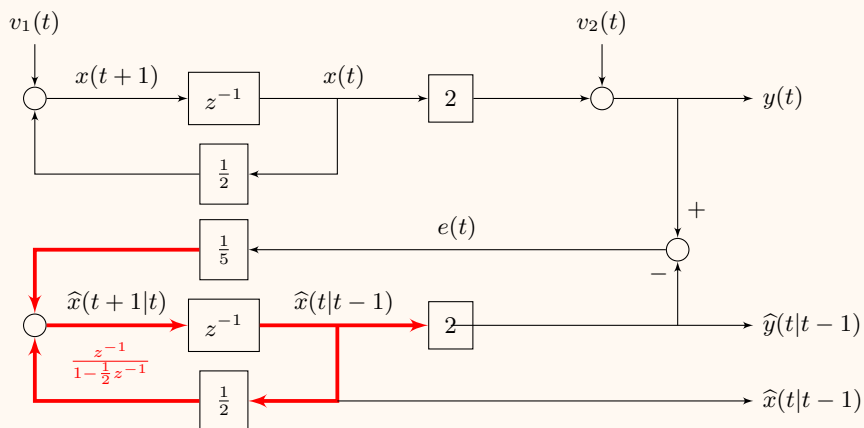 v₁(t) v₂(t)
x(t + 1) z⁻¹ x(t) 2 y(t)
1/2
+
1/5 e(t)
−
x̂(t + 1|t) z⁻¹ x̂(t|t − 1) 2 ŷ(t|t − 1)
z⁻¹/(1−½z⁻¹)
1/2 x̂(t|t − 1)